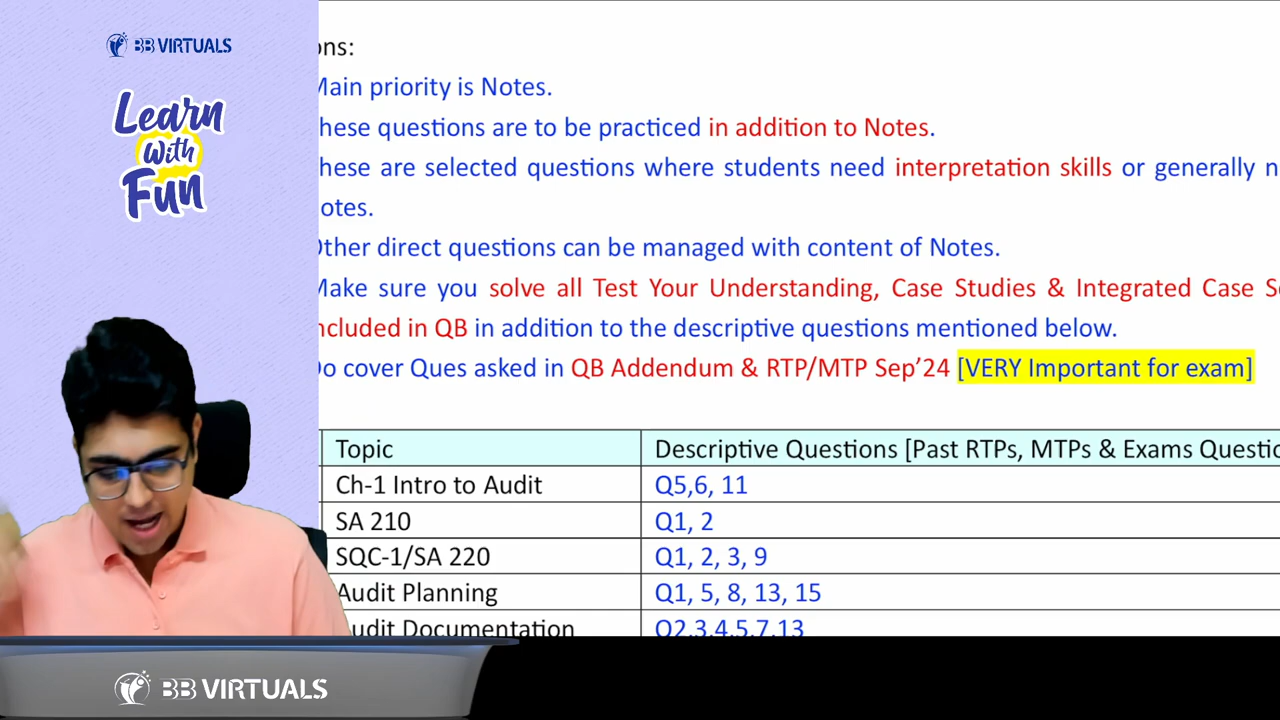 BB VIRTUALS
Learn
With
Fun
ons:
Main priority is Notes.
These questions are to be practiced in addition to Notes.
These are selected questions where students need interpretation skills or generally
otes.
Other direct questions can be managed with content of Notes.
Make sure you solve all Test Your Understanding, Case Studies & Integrated Case
included in QB in addition to the descriptive questions mentioned below.
Do cover Ques asked in QB Addendum & RTP/MTP Sep'24 [VERY Important for exam]
Topic Descriptive Questions [Past RTPs, MTPs & Exams
Ch-1 Intro to Audit Q5,6, 11
SA 210 Q1, 2
SQC-1/SA 220 Q1, 2, 3, 9
Audit Planning Q1, 5, 8, 13, 15
Audit Documentation Q2,3,4,5,7,13
BB VIRTUALS